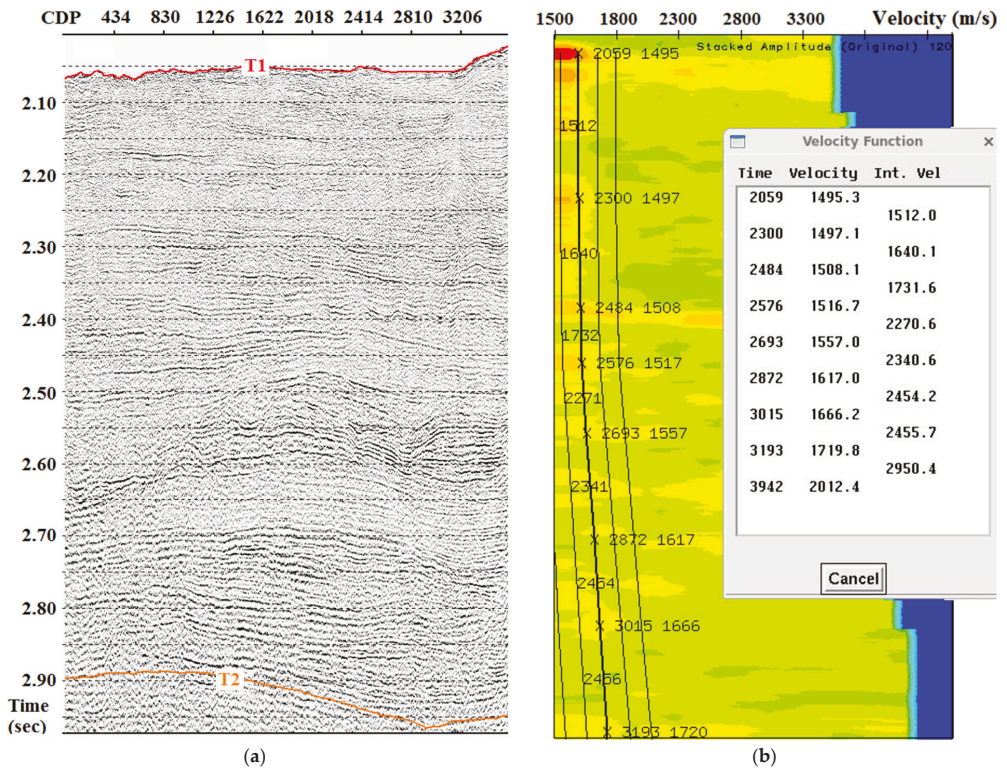 CDP 434 830 1226 1622 2018 2414 2810 3206
T1
2.10
2.20
2.30
2.40
2.50
2.60
2.70
2.80
2.90
T2
Time
(sec)
(a)
1500 1800 2300 2800 3300 Velocity (m/s)
Stacked Amplitude (Original) 120
X 2059 1495
1512
X 2300 1497
1640
X 2484 1508
1732
X 2576 1517
2271
X 2693 1557
2341
X 2872 1617
2454
X 3015 1666
2456
X 3193 1720
Velocity Function
Time Velocity Int. Vel
2059 1495.3
1512.0
2300 1497.1
1640.1
2484 1508.1
1731.6
2576 1516.7
2270.6
2693 1557.0
2340.6
2872 1617.0
2454.2
3015 1666.2
2455.7
3193 1719.8
2950.4
3942 2012.4
Cancel
(b)